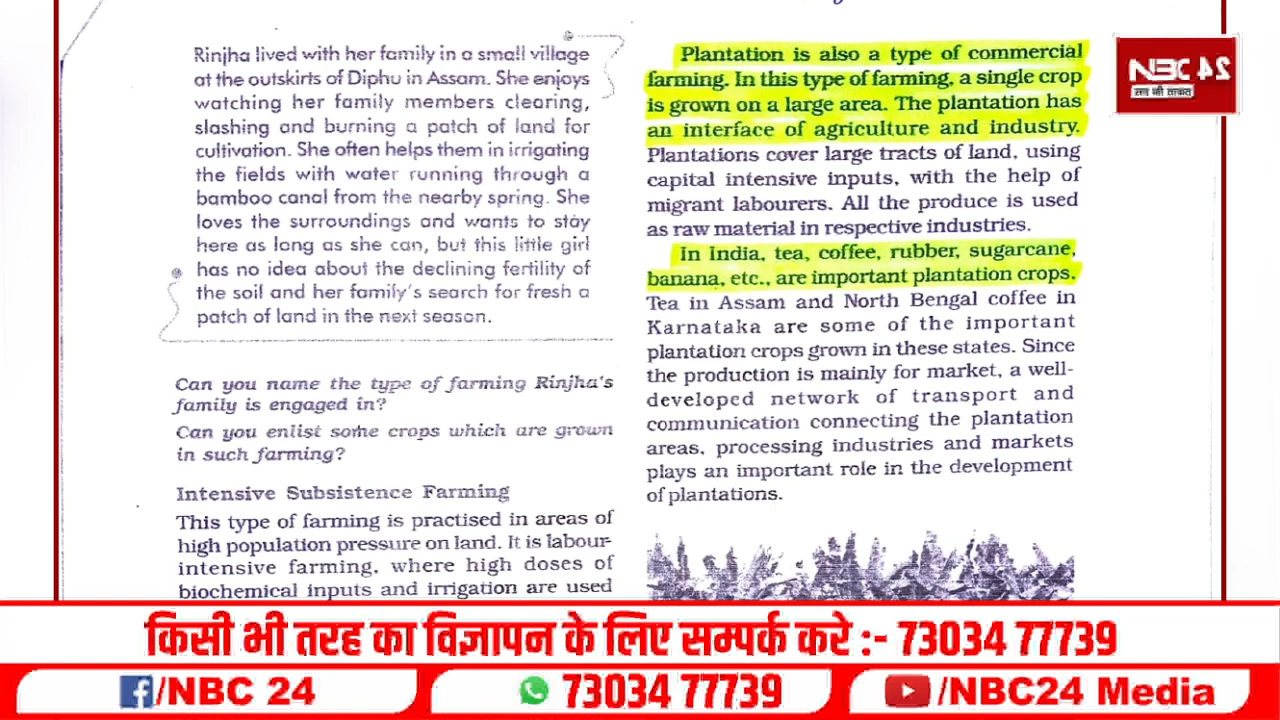 Rinjha lived with her family in a small village
at the outskirts of Diphu in Assam. She enjoys
watching her family members clearing,
slashing and burning a patch of land for
cultivation. She often helps them in irrigating
the fields with water running through a
bamboo canal from the nearby spring. She
loves the surroundings and wants to stay
here as long as she can, but this little girl
has no idea about the declining fertility of
the soil and her family's search for fresh a
patch of land in the next season.
Can you name the type of farming Rinjha's
family is engaged in?
Can you enlist some crops which are grown
in such farming?
Intensive Subsistence Farming
This type of farming is practised in areas of
high population pressure on land. It is labour-
intensive farming, where high doses of
biochemical inputs and irrigation are used
Plantation is also a type of commercial
farming. In this type of farming, a single crop
is grown on a large area. The plantation has
an interface of agriculture and industry.
Plantations cover large tracts of land, using
capital intensive inputs, with the help of
migrant labourers. All the produce is used
as raw material in respective industries.
In India, tea, coffee, rubber, sugarcane,
banana, etc., are important plantation crops.
Tea in Assam and North Bengal coffee in
Karnataka are some of the important
plantation crops grown in these states. Since
the production is mainly for market, a well-
developed network of transport and
communication connecting the plantation
areas, processing industries and markets
plays an important role in the development
of plantations.
NBC 24
सच की ताकत
किसी भी तरह का विज्ञापन के लिए सम्पर्क करे :- 73034 77739
/NBC 24
73034 77739
/NBC24 Media